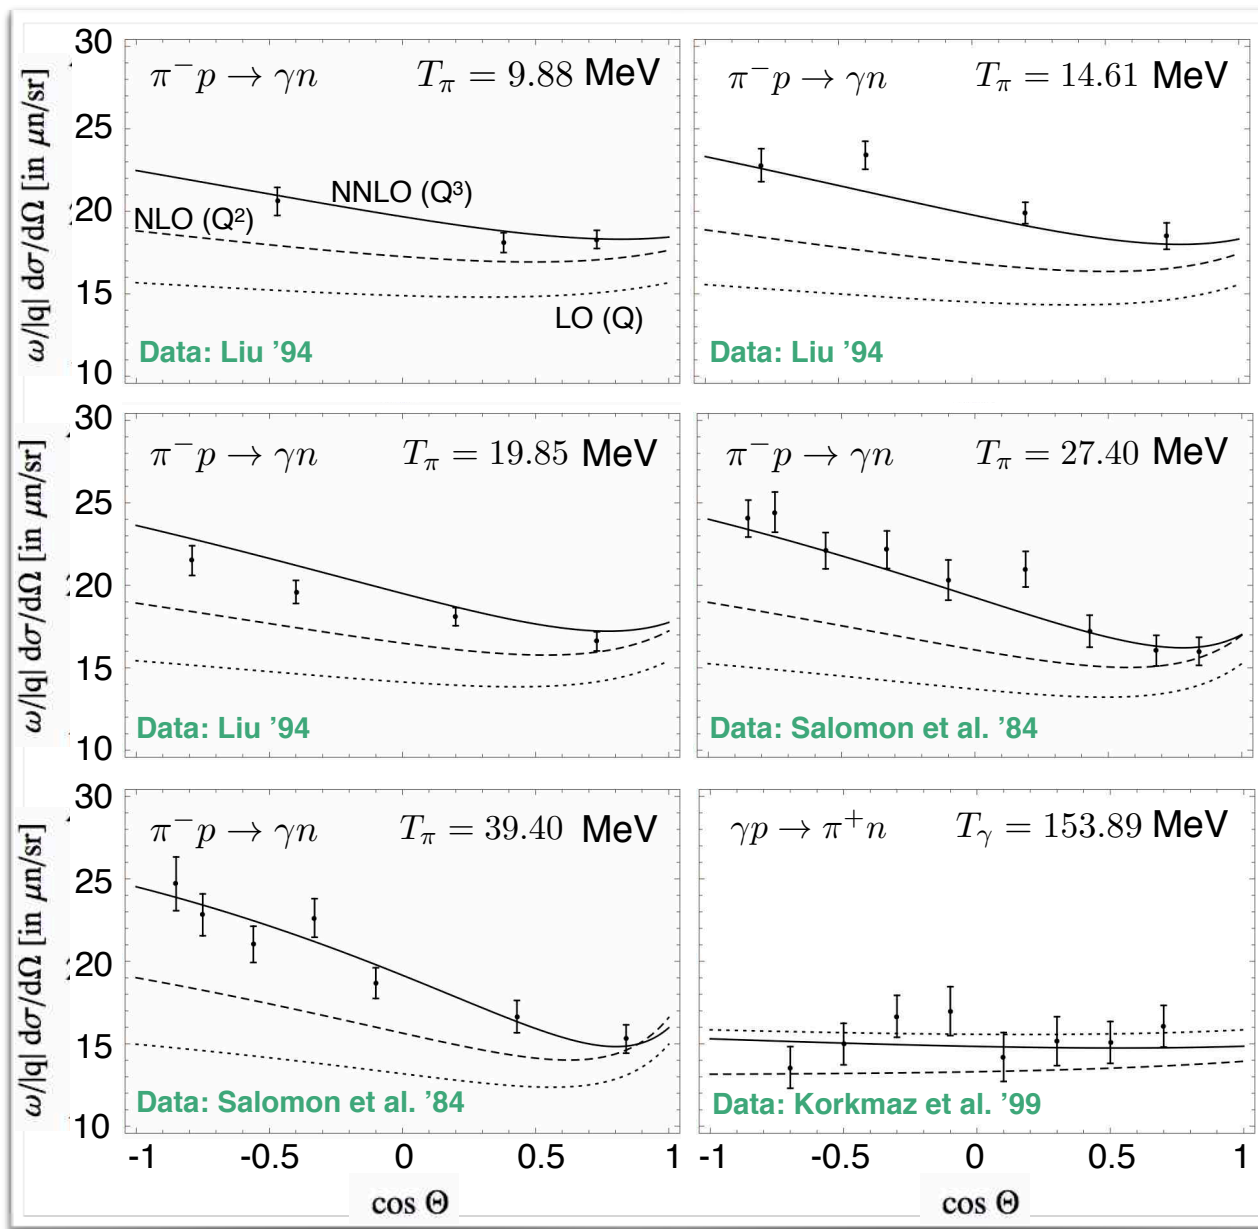 30
25
20
15
10
ω/|q| dσ/dΩ [in μn/sr]
π⁻p → γn
T_π = 9.88 MeV
NNLO (Q³)
NLO (Q²)
LO (Q)
Data: Liu ’94
π⁻p → γn
T_π = 14.61 MeV
Data: Liu ’94
30
25
20
15
10
ω/|q| dσ/dΩ [in μn/sr]
π⁻p → γn
T_π = 19.85 MeV
Data: Liu ’94
π⁻p → γn
T_π = 27.40 MeV
Data: Salomon et al. ’84
30
25
20
15
10
ω/|q| dσ/dΩ [in μn/sr]
π⁻p → γn
T_π = 39.40 MeV
Data: Salomon et al. ’84
γp → π⁺n
T_γ = 153.89 MeV
Data: Korkmaz et al. ’99
-1 -0.5 0 0.5 1
-1 -0.5 0 0.5 1
cos Θ
cos Θ